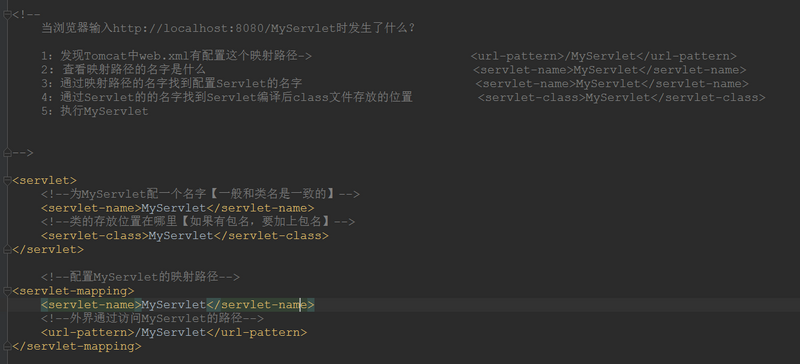 <!--
当浏览器输入http://localhost:8080/MyServlet时发生了什么?
1: 发现Tomcat中web.xml有配置这个映射路径-> <url-pattern>/MyServlet</url-pattern>
2: 查看映射路径的名字是什么 <servlet-name>MyServlet</servlet-name>
3: 通过映射路径的名字找到配置Servlet的名字 <servlet-name>MyServlet</servlet-name>
4: 通过Servlet的的名字找到Servlet编译后class文件存放的位置 <servlet-class>MyServlet</servlet-class>
5: 执行MyServlet
-->
<servlet>
<!--为MyServlet配一个名字【一般和类名是一致的】-->
<servlet-name>MyServlet</servlet-name>
<!--类的存放位置在哪里【如果有包名，要加上包名】-->
<servlet-class>MyServlet</servlet-class>
</servlet>
<!--配置MyServlet的映射路径-->
<servlet-mapping>
<servlet-name>MyServlet</servlet-name>
<!--外界通过访问MyServlet的路径-->
<url-pattern>/MyServlet</url-pattern>
</servlet-mapping>